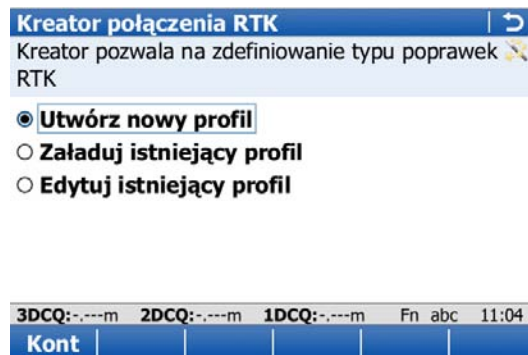 Kreator połączenia RTK
Kreator pozwala na zdefiniowanie typu poprawek
RTK
Utwórz nowy profil
Załaduj istniejący profil
Edytuj istniejący profil
3DCQ:-.---m 2DCQ:-.---m 1DCQ:-.---m Fn abc 11:04
Kont